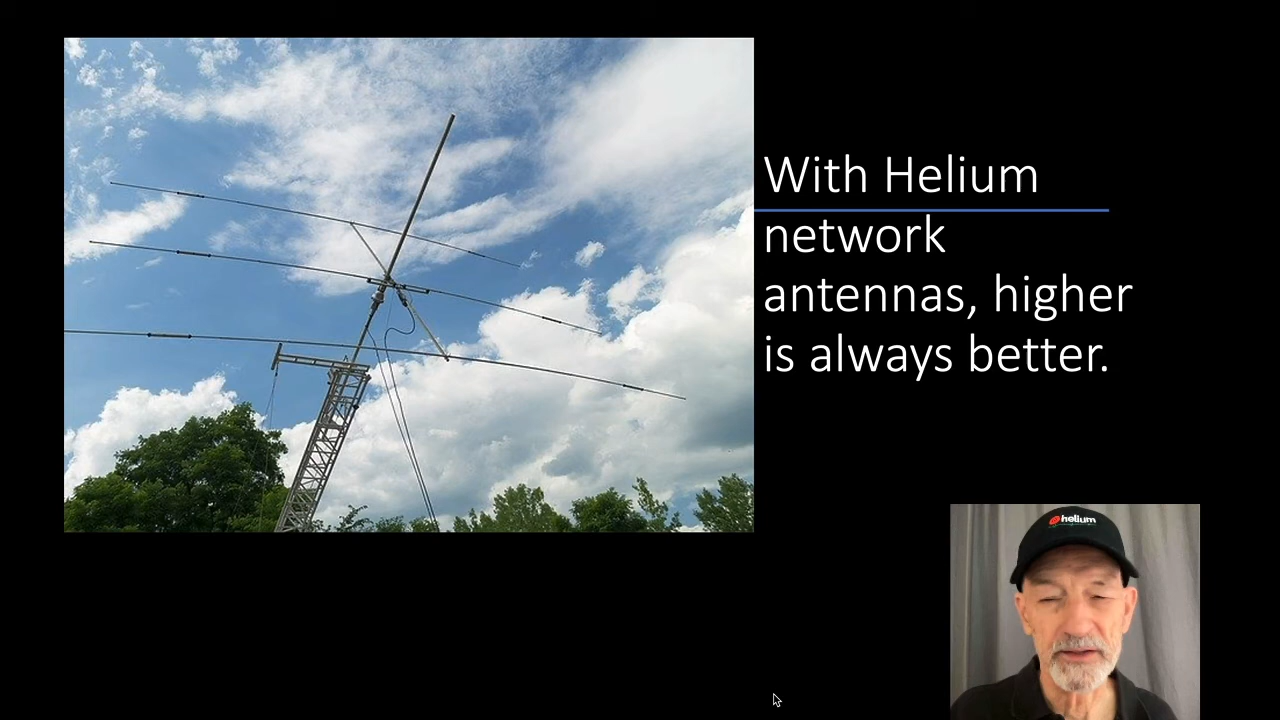 With Helium
network
antennas, higher
is always better.
helium